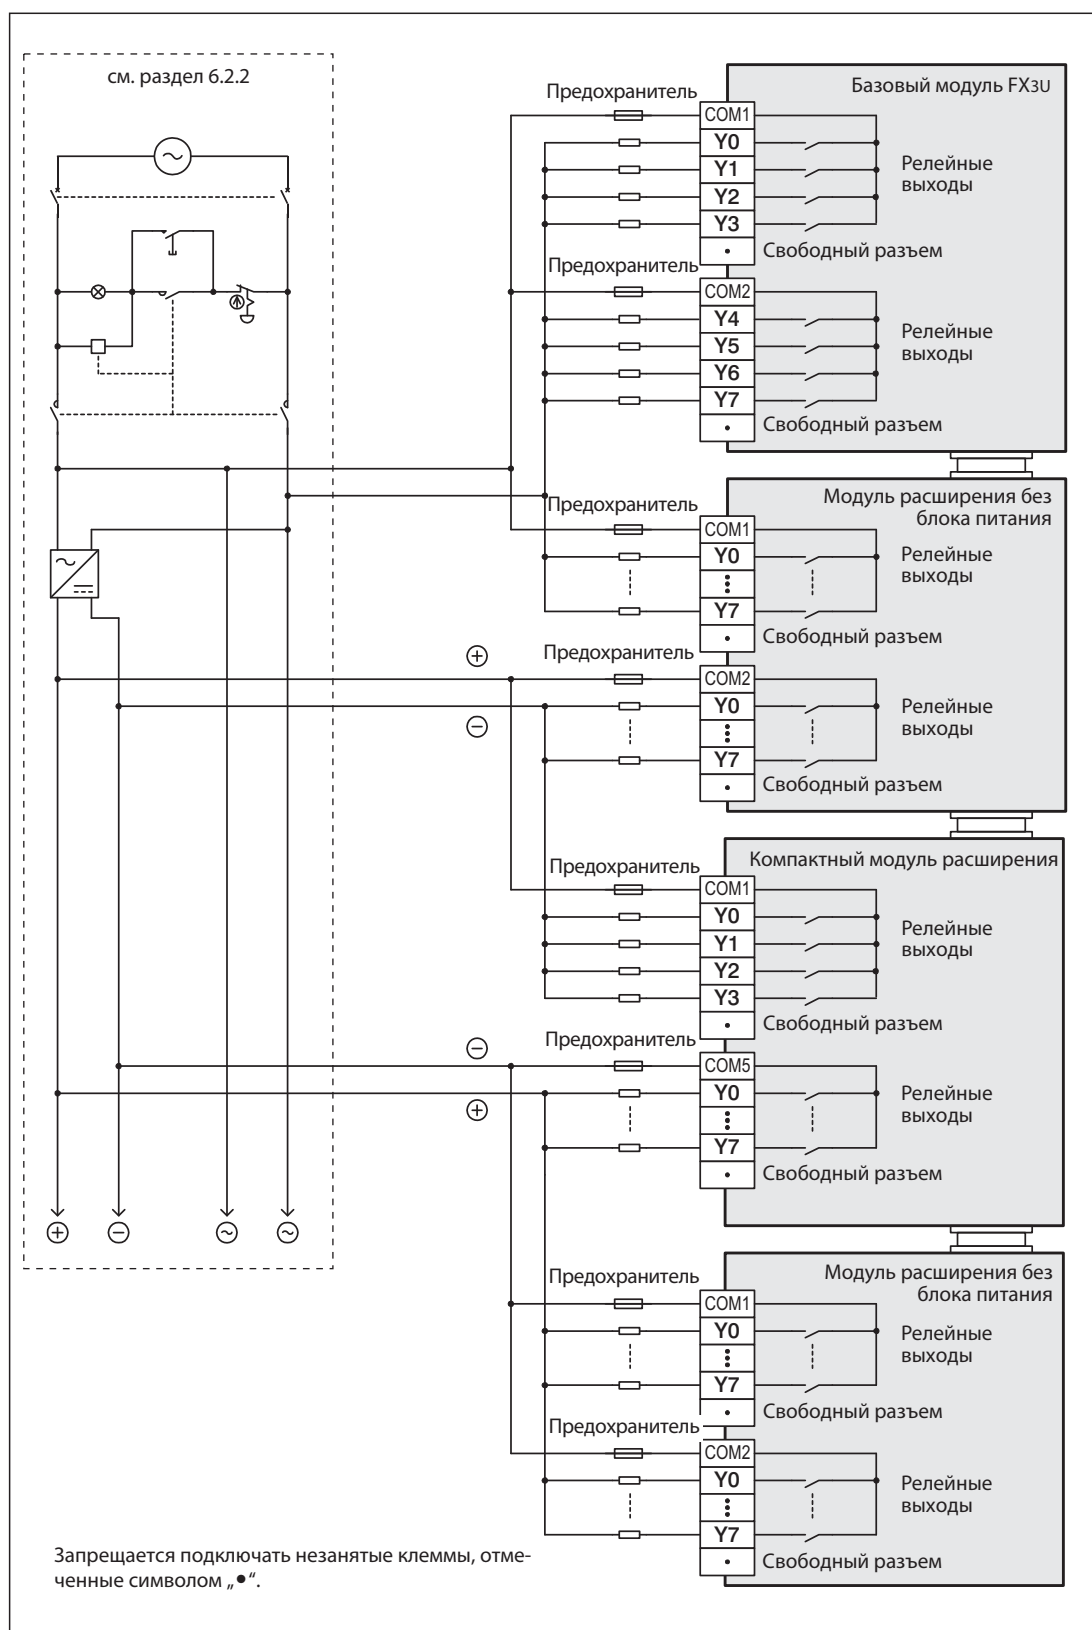 см. раздел 6.2.2
Предохранитель
Базовый модуль FX3U
COM1
Y0
Y1
Y2
Y3
•
Релейные
выходы
Свободный разъем
Предохранитель
COM2
Y4
Y5
Y6
Y7
•
Релейные
выходы
Свободный разъем
Модуль расширения без
блока питания
Предохранитель
COM1
Y0
Y7
•
Релейные
выходы
Свободный разъем
Предохранитель
COM2
Y0
Y7
•
Релейные
выходы
Свободный разъем
Компактный модуль расширения
Предохранитель
COM1
Y0
Y1
Y2
Y3
•
Релейные
выходы
Свободный разъем
Предохранитель
COM5
Y0
Y7
•
Релейные
выходы
Свободный разъем
Модуль расширения без
блока питания
Предохранитель
COM1
Y0
Y7
•
Релейные
выходы
Свободный разъем
Предохранитель
COM2
Y0
Y7
•
Релейные
выходы
Свободный разъем
Запрещается подключать незанятые клеммы, отме-
ченные символом „•“.